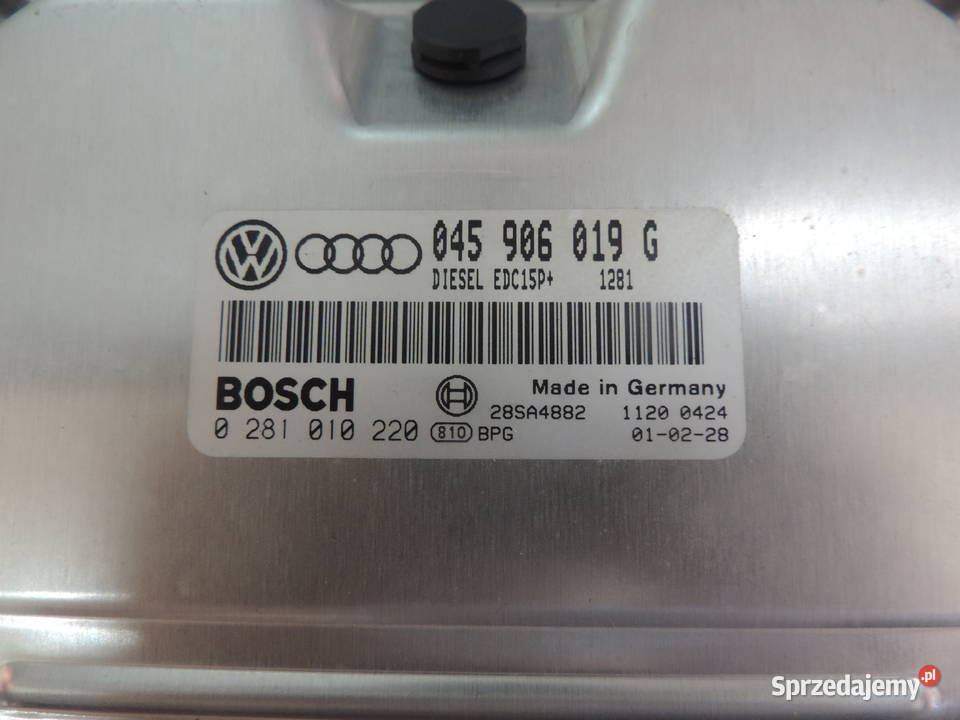 045 906 019 G
DIESEL EDC15P+ 1281
BOSCH
Made in Germany
28SA4882 1120 0424
0 281 010 220 810 BPG 01-02-28
Sprzedajemy.pl